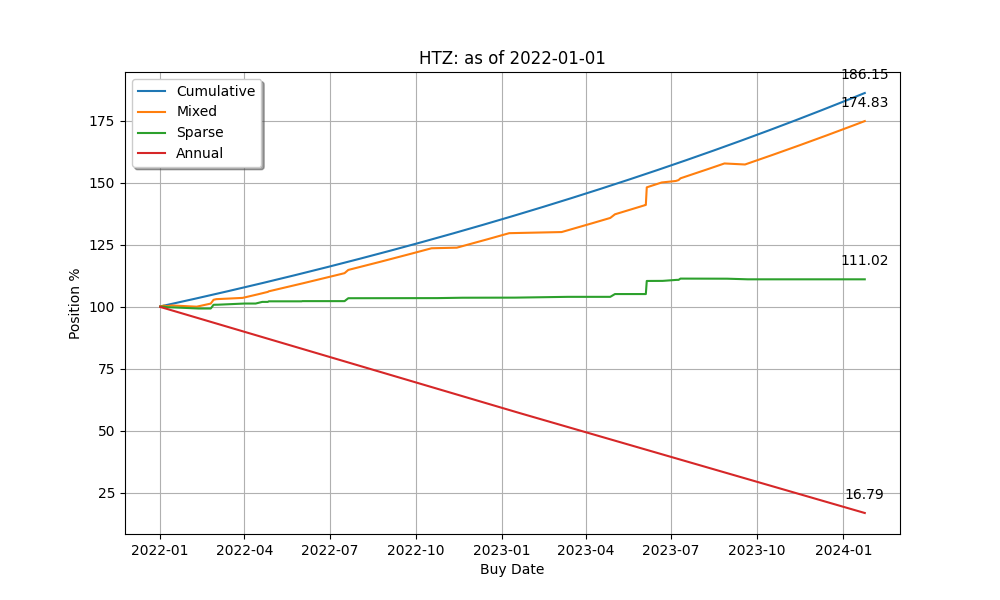 HTZ: as of 2022-01-01
Cumulative
Mixed
Sparse
Annual
186.15
174.83
111.02
16.79
175
150
125
100
75
50
25
Position %
2022-01
2022-04
2022-07
2022-10
2023-01
2023-04
2023-07
2023-10
2024-01
Buy Date